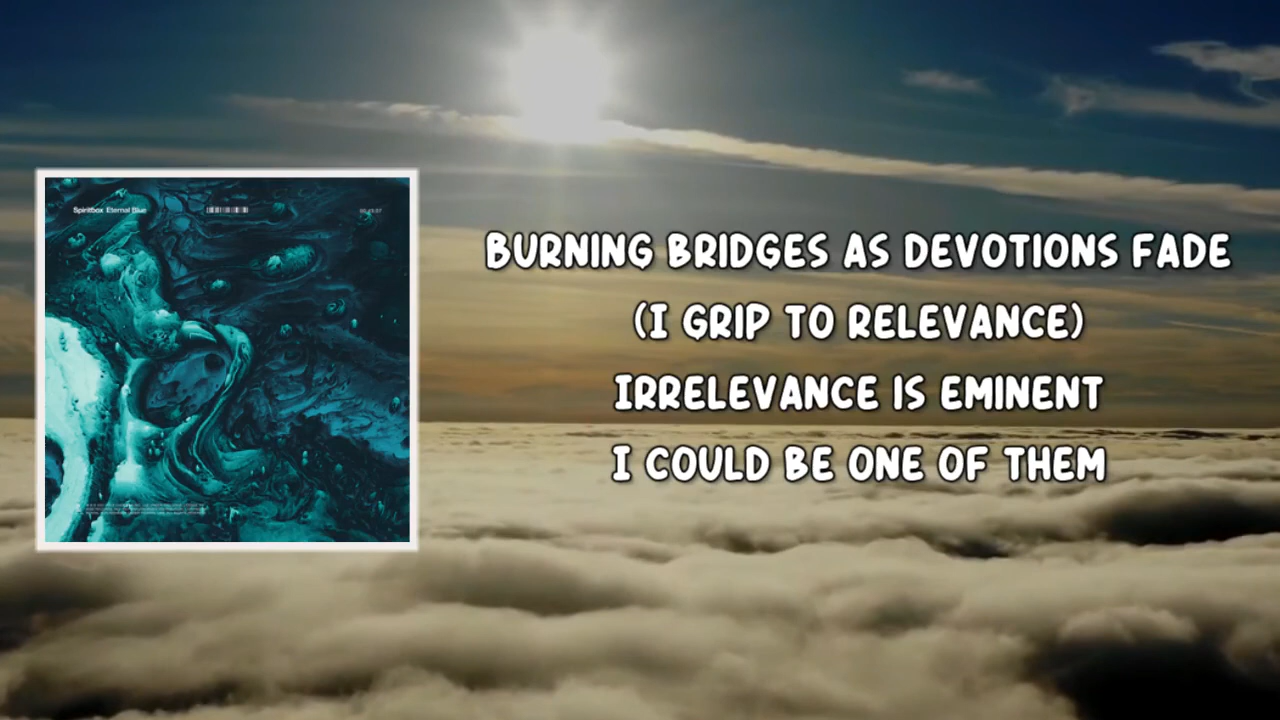 Spiritbox Eternal Blue
BURNING BRIDGES AS DEVOTIONS FADE
(I GRIP TO RELEVANCE)
IRRELEVANCE IS EMINENT
I COULD BE ONE OF THEM